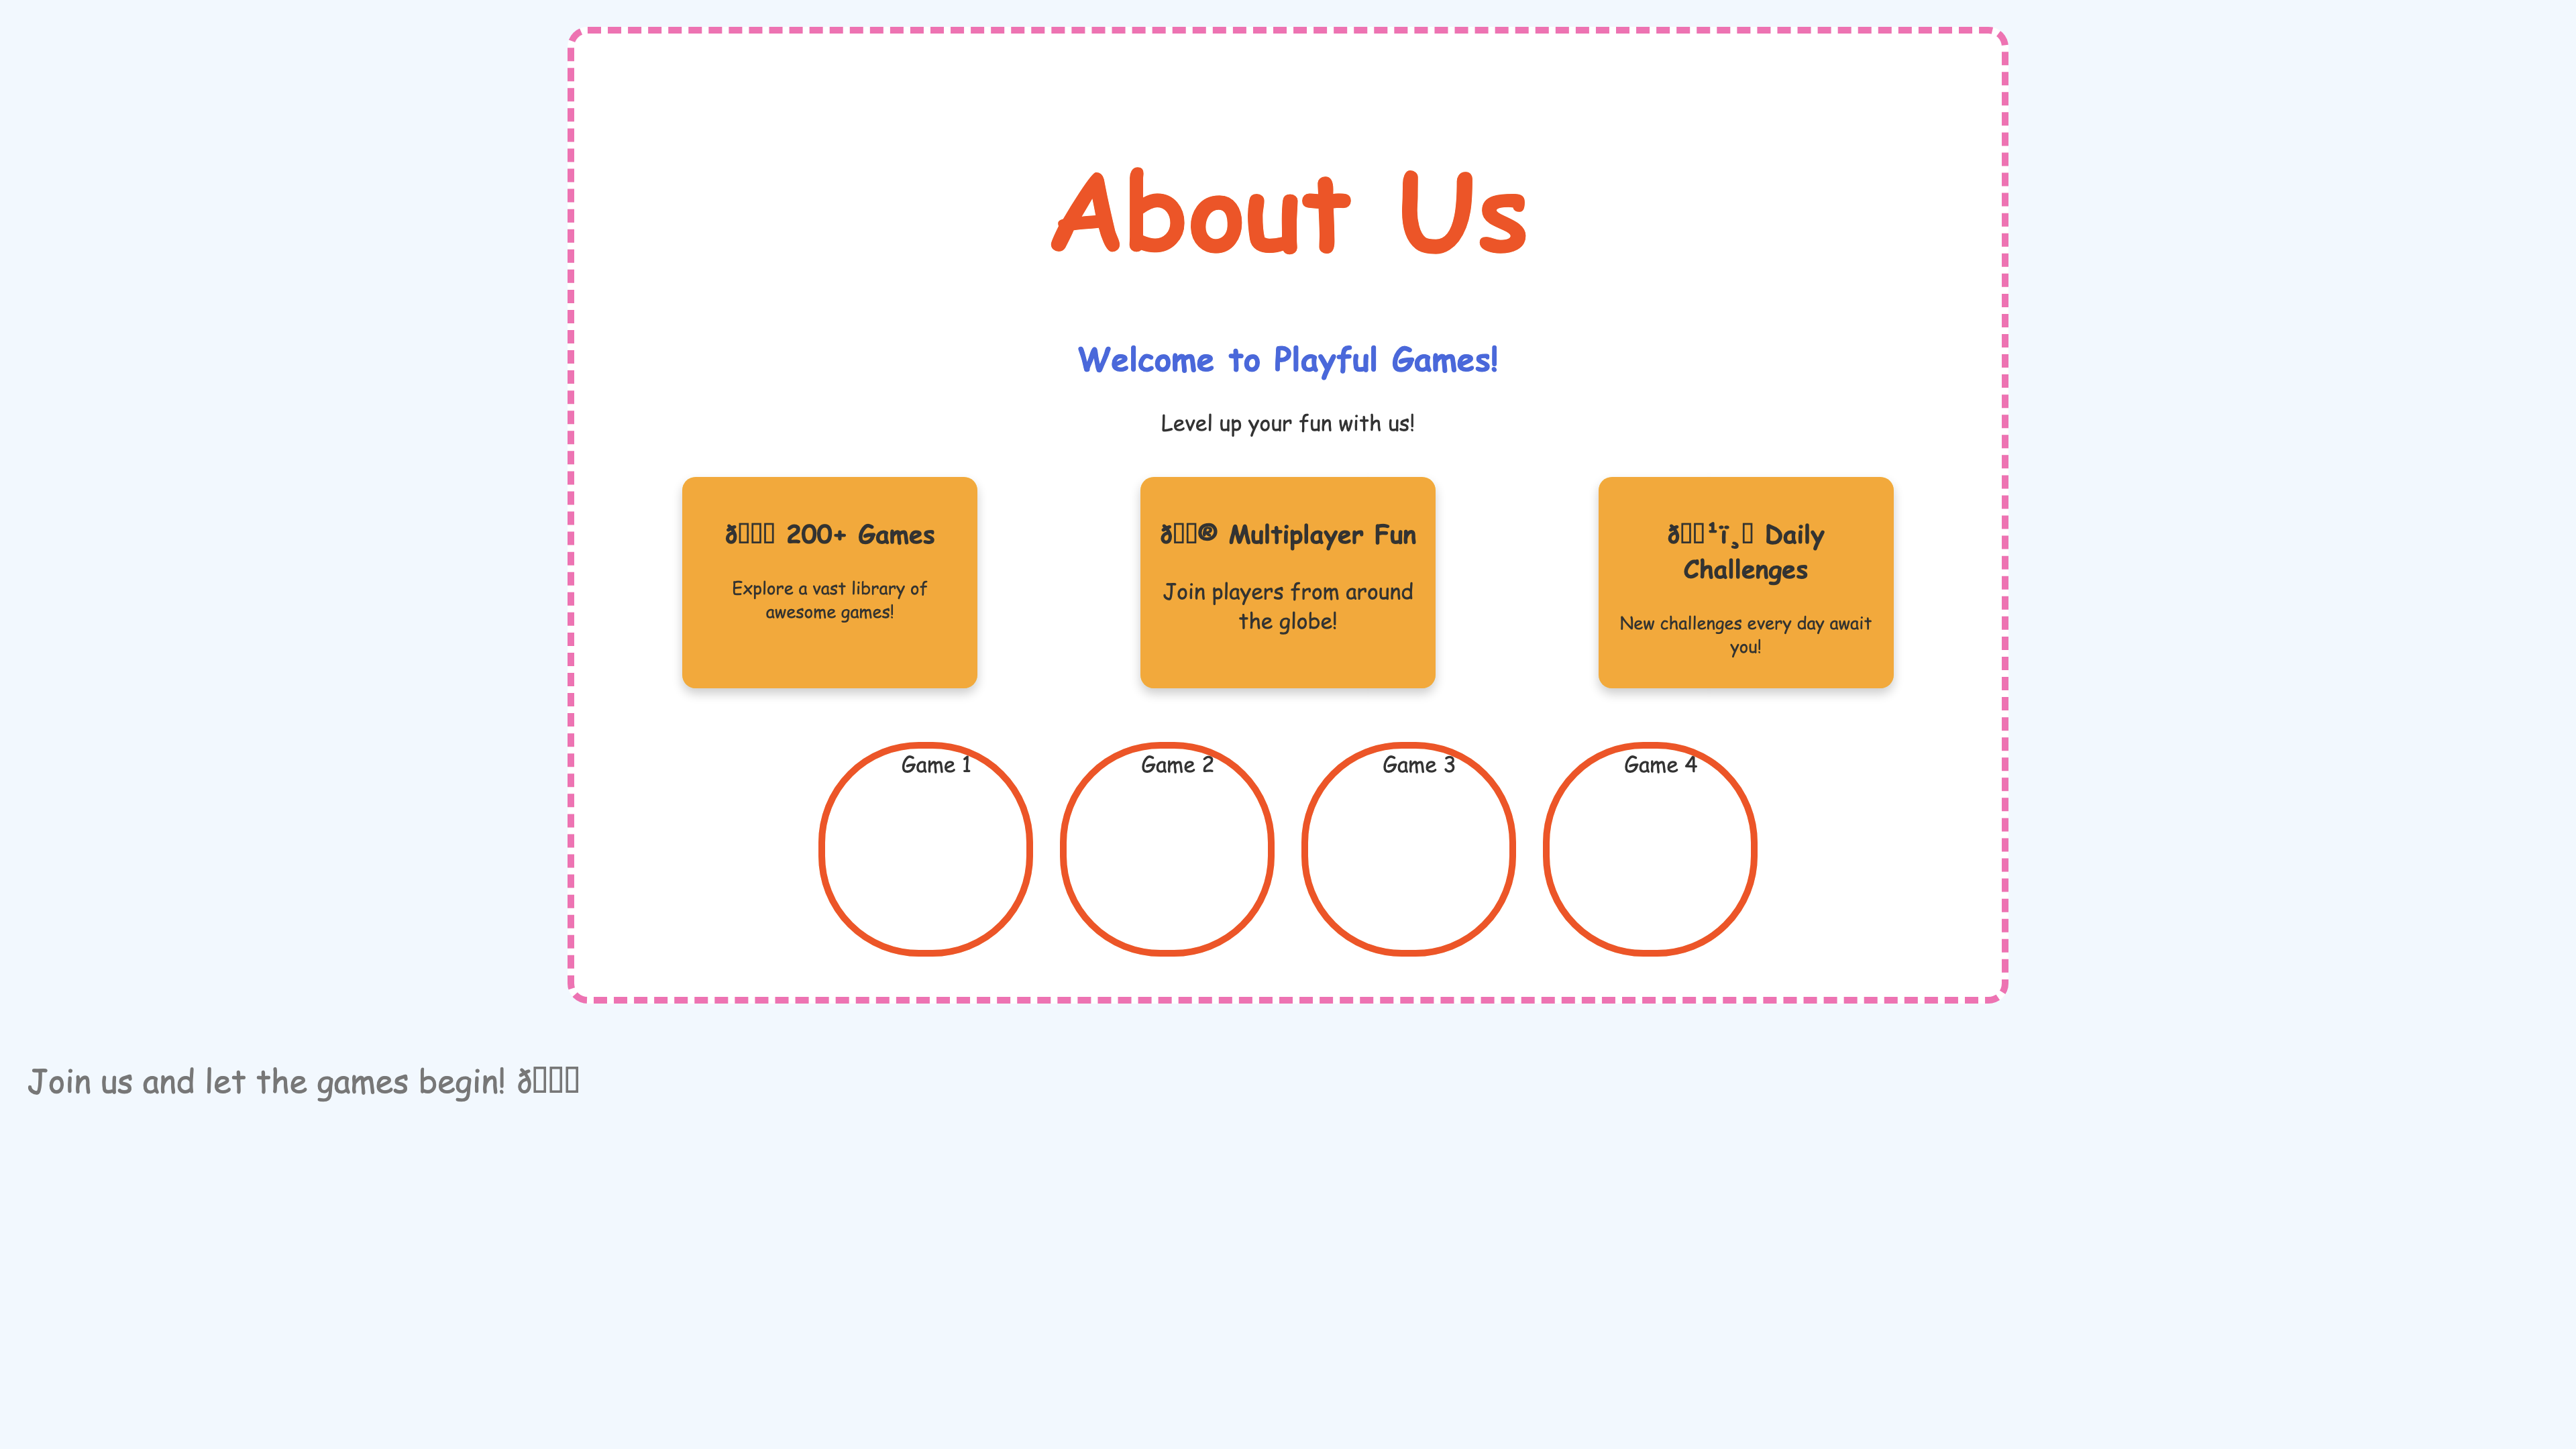 About Us
Welcome to Playful Games!
Level up your fun with us!
200+ Games
Explore a vast library of
awesome games!
ð® Multiplayer Fun
Join players from around
the globe!
ð¹ï¸ Daily
Challenges
New challenges every day await
you!
Game 1
Game 2
Game 3
Game 4
Join us and let the games begin!